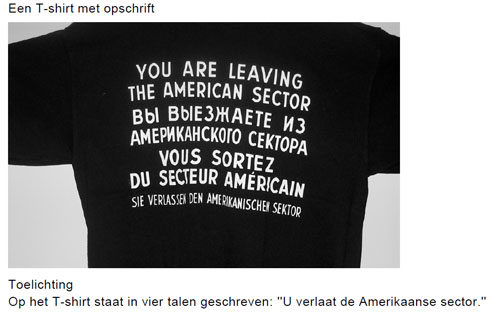 Een T-shirt met opschrift
YOU ARE LEAVING
THE AMERICAN SECTOR
ВЫ ВЫЕЗЖАЕТЕ ИЗ
АМЕРИКАНСКОГО СЕКТОРА
VOUS SORTEZ
DU SECTEUR AMÉRICAIN
SIE VERLASSEN DEN AMERIKANISCHEN SEKTOR
Toelichting
Op het T-shirt staat in vier talen geschreven: "U verlaat de Amerikaanse sector."